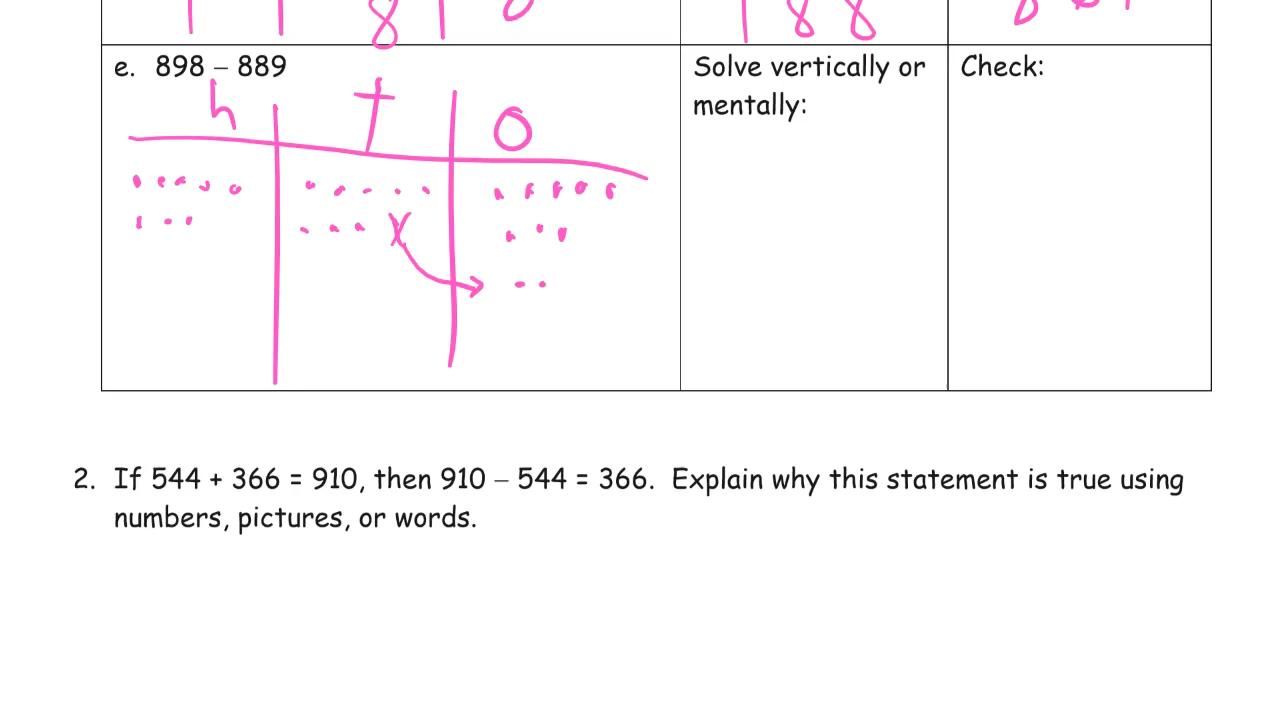 e. 898 – 889
Solve vertically or
mentally:
Check:
h t o
2. If 544 + 366 = 910, then 910 – 544 = 366. Explain why this statement is true using
numbers, pictures, or words.